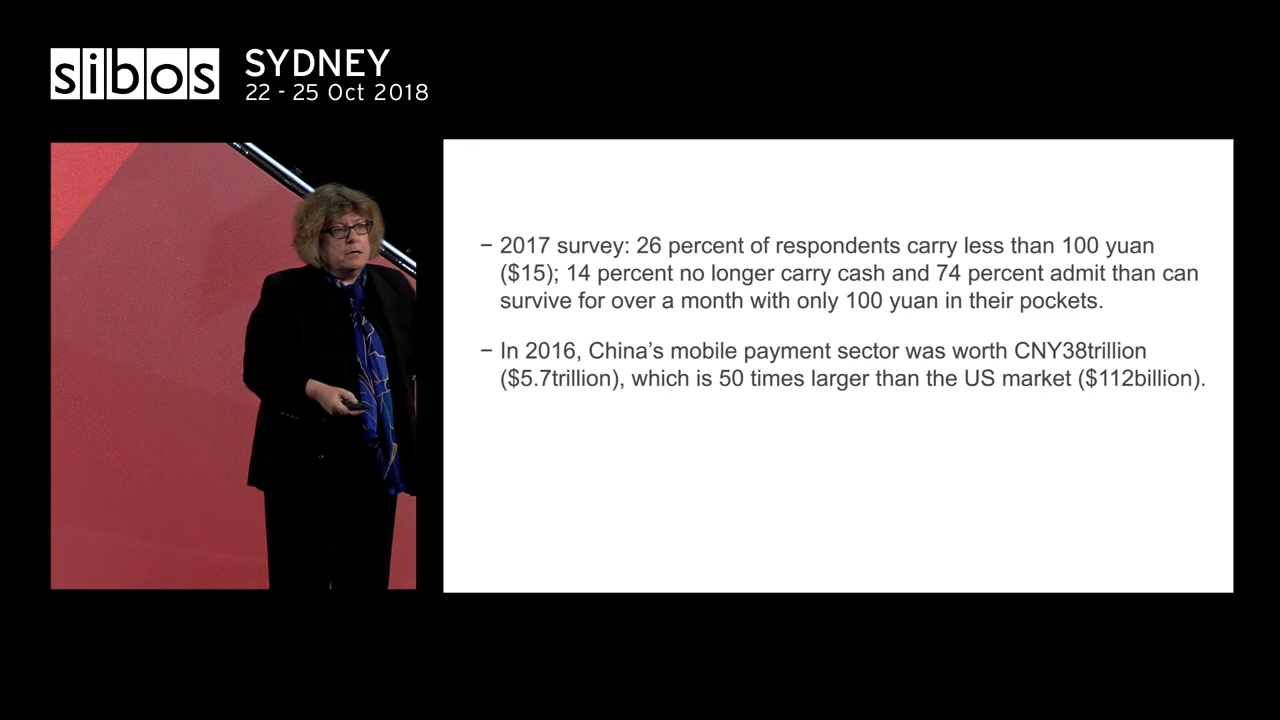 sibos
SYDNEY
22 - 25 Oct 2018
− 2017 survey: 26 percent of respondents carry less than 100 yuan
($15); 14 percent no longer carry cash and 74 percent admit than can
survive for over a month with only 100 yuan in their pockets.
− In 2016, China’s mobile payment sector was worth CNY38trillion
($5.7trillion), which is 50 times larger than the US market ($112billion).